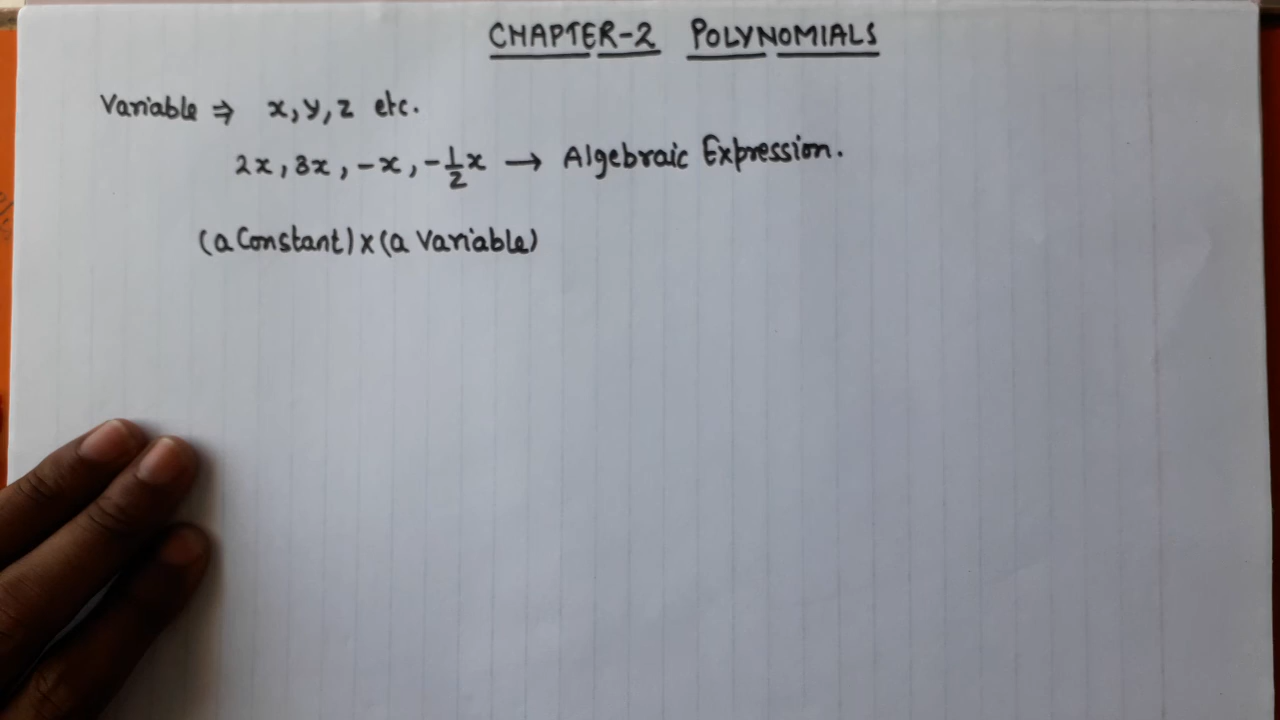 CHAPTER-2 POLYNOMIALS
Variable ⇒ x, y, z etc.
2x, 3x, -x, -1/2x → Algebraic Expression.
(a Constant) x (a Variable)